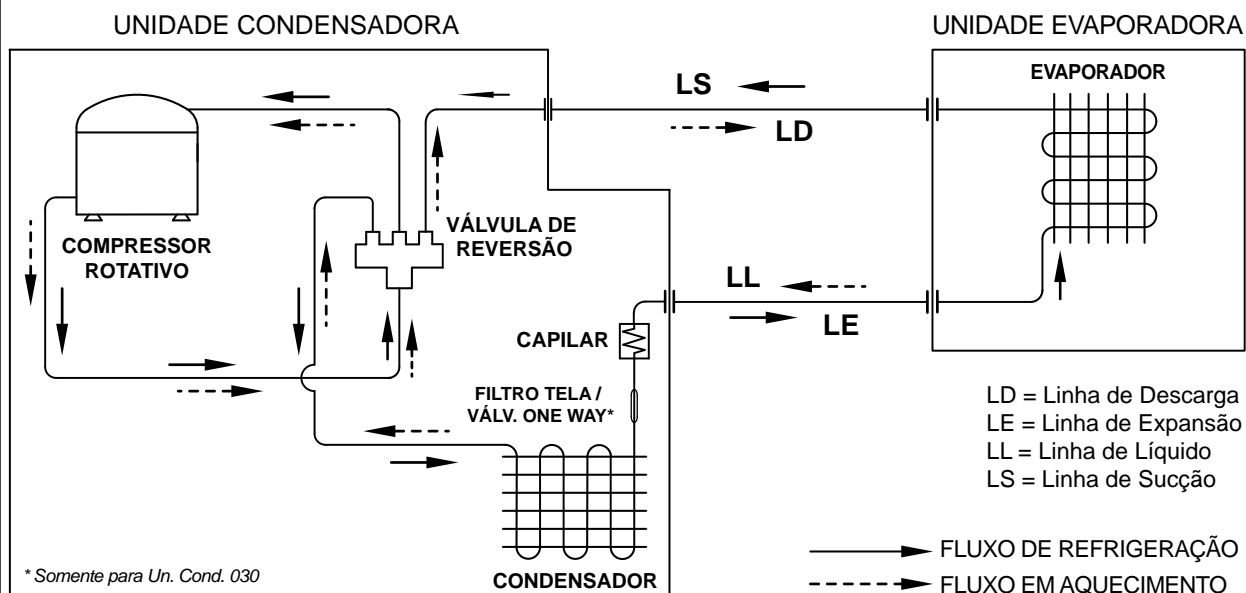 UNIDADE CONDENSADORA
UNIDADE EVAPORADORA
EVAPORADOR
LS
LD
COMPRESSOR
ROTATIVO
VÁLVULA DE
REVERSÃO
LL
LE
CAPILAR
FILTRO TELA /
VÁLV. ONE WAY*
LD = Linha de Descarga
LE = Linha de Expansão
LL = Linha de Líquido
LS = Linha de Sucção
* Somente para Un. Cond. 030
CONDENSADOR
FLUXO DE REFRIGERAÇÃO
FLUXO EM AQUECIMENTO